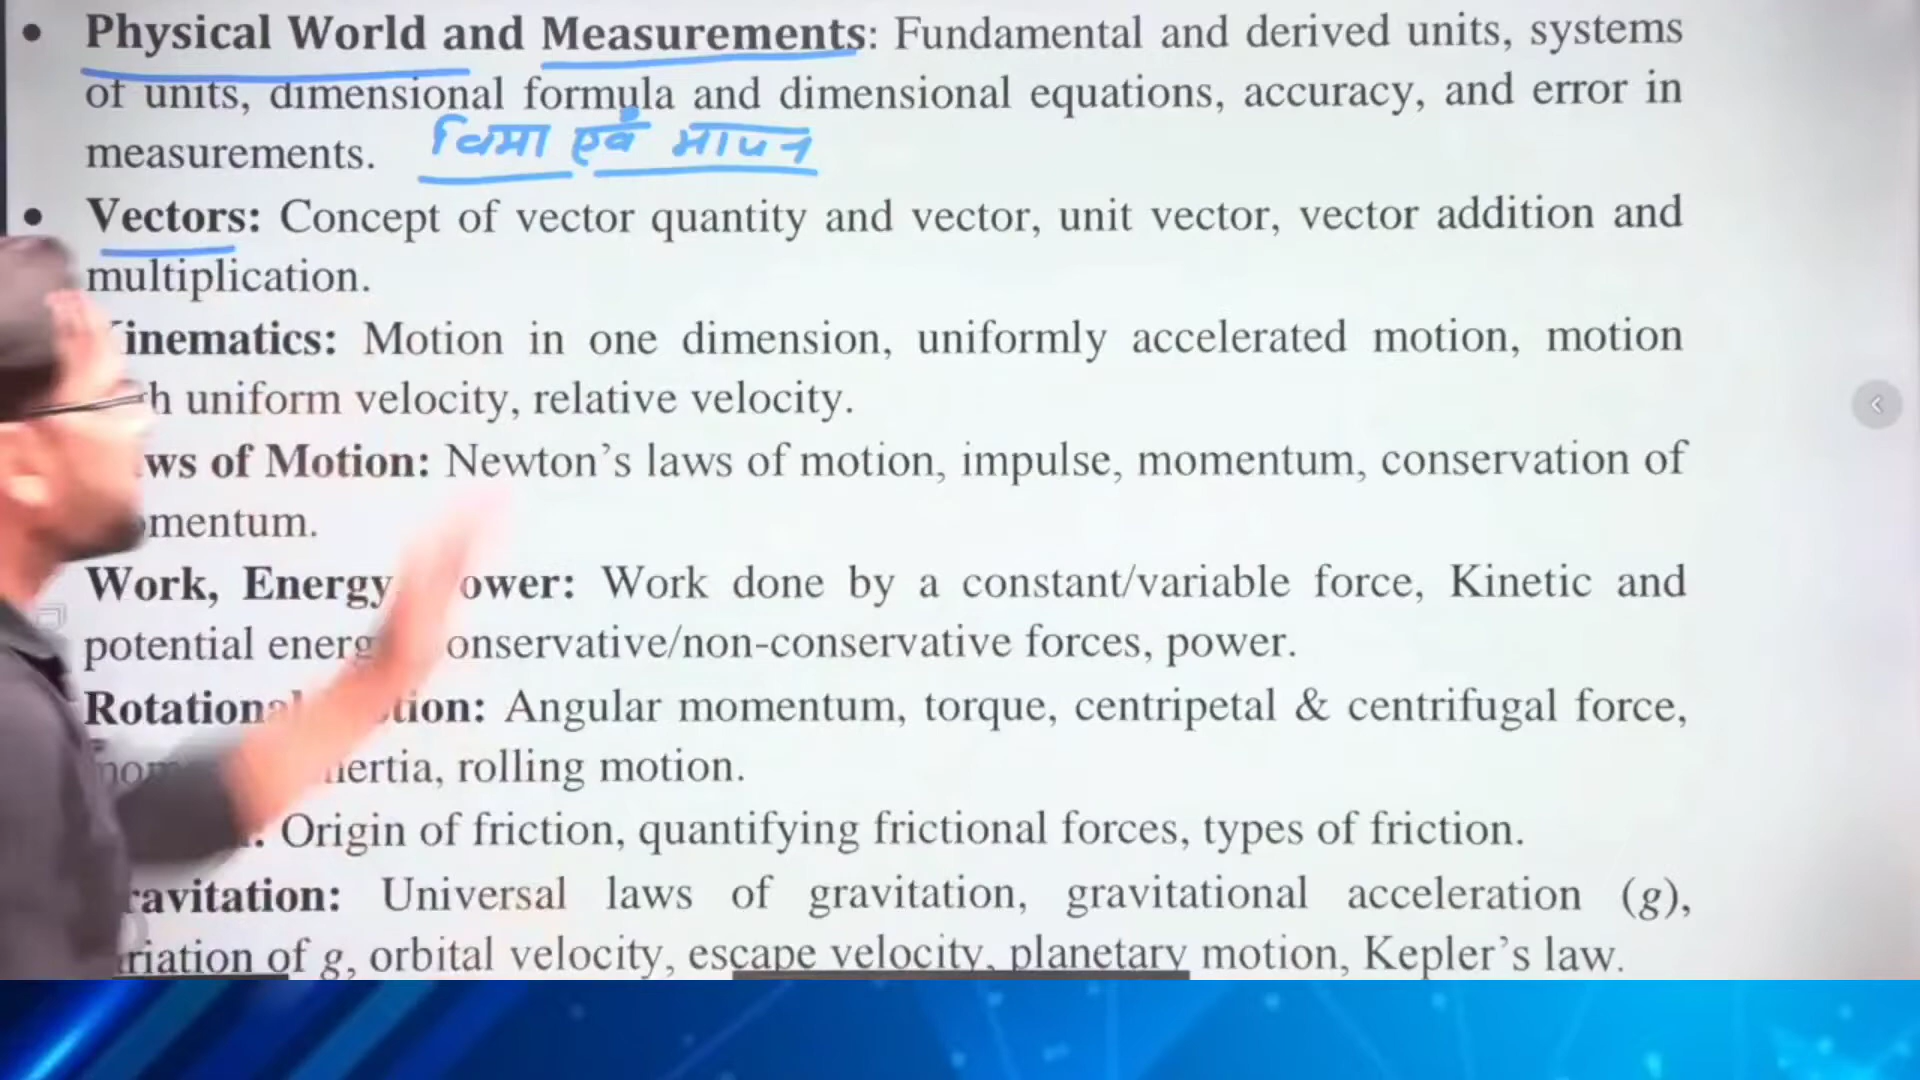 • Physical World and Measurements: Fundamental and derived units, systems
of units, dimensional formula and dimensional equations, accuracy, and error in
measurements. विमा एवं मापन
• Vectors: Concept of vector quantity and vector, unit vector, vector addition and
multiplication.
inematics: Motion in one dimension, uniformly accelerated motion, motion
h uniform velocity, relative velocity.
ws of Motion: Newton’s laws of motion, impulse, momentum, conservation of
mentum.
Work, Energy ower: Work done by a constant/variable force, Kinetic and
potential energ onservative/non-conservative forces, power.
Rotational tion: Angular momentum, torque, centripetal & centrifugal force,
mom nertia, rolling motion.
: Origin of friction, quantifying frictional forces, types of friction.
ravitation: Universal laws of gravitation, gravitational acceleration (g),
riation of g, orbital velocity, escape velocity, planetary motion, Kepler’s law.